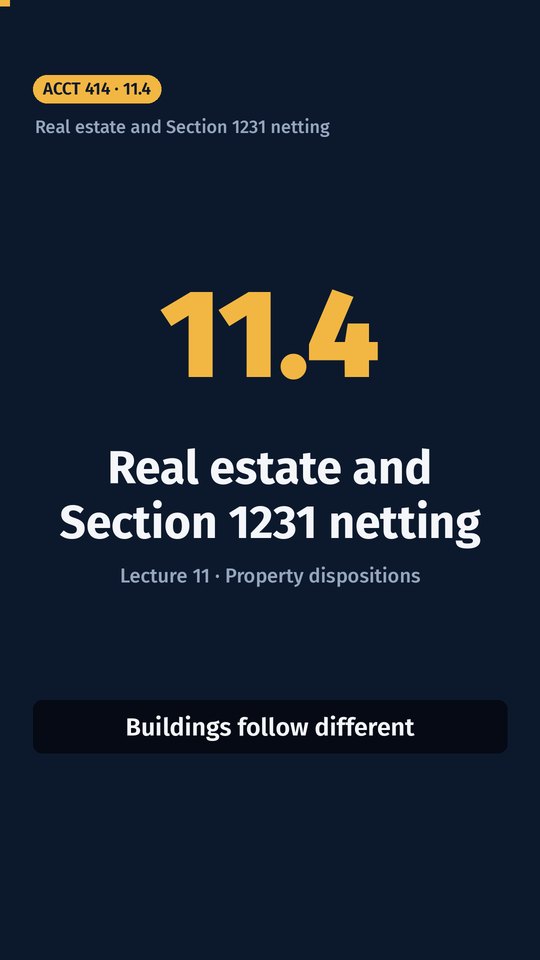 ACCT 414 · 11.4
Real estate and Section 1231 netting
11.4
Real estate and
Section 1231 netting
Lecture 11 · Property dispositions
Buildings follow different